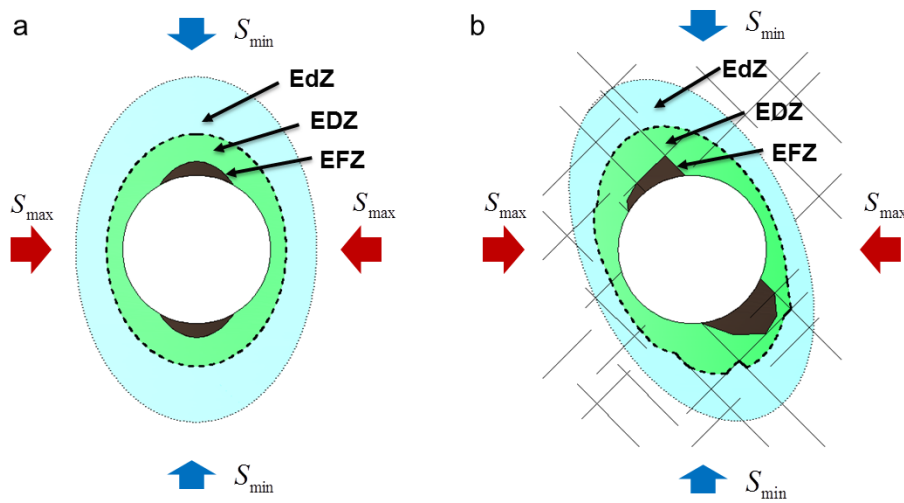 a
S_min
EdZ
EDZ
EFZ
S_max
S_max
S_min
b
S_min
EdZ
EDZ
EFZ
S_max
S_max
S_min